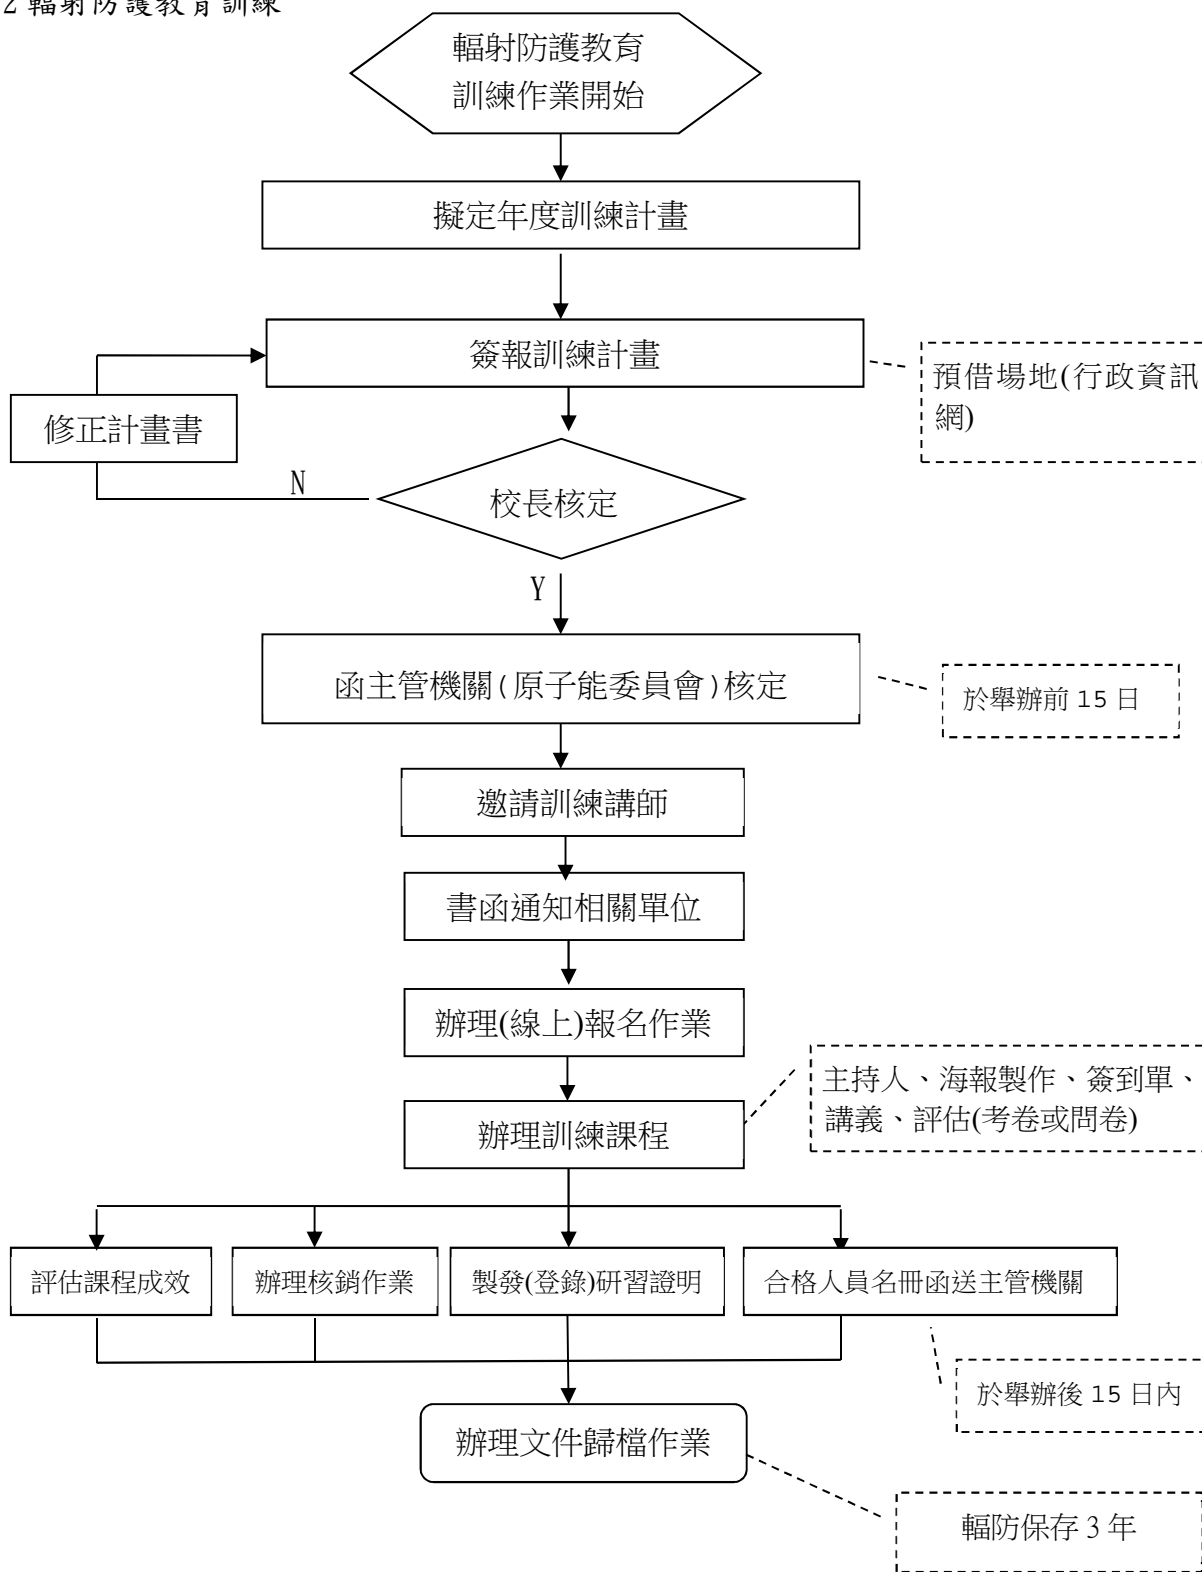 2 輻射防護教育訓練
輻射防護教育
訓練作業開始
擬定年度訓練計畫
簽報訓練計畫
預借場地(行政資訊
網)
修正計畫書
N
校長核定
Y
函主管機關(原子能委員會)核定
於舉辦前 15 日
邀請訓練講師
書函通知相關單位
辦理(線上)報名作業
主持人、海報製作、簽到單、
講義、評估(考卷或問卷)
辦理訓練課程
評估課程成效
辦理核銷作業
製發(登錄)研習證明
合格人員名冊函送主管機關
於舉辦後 15 日內
辦理文件歸檔作業
輻防保存 3 年